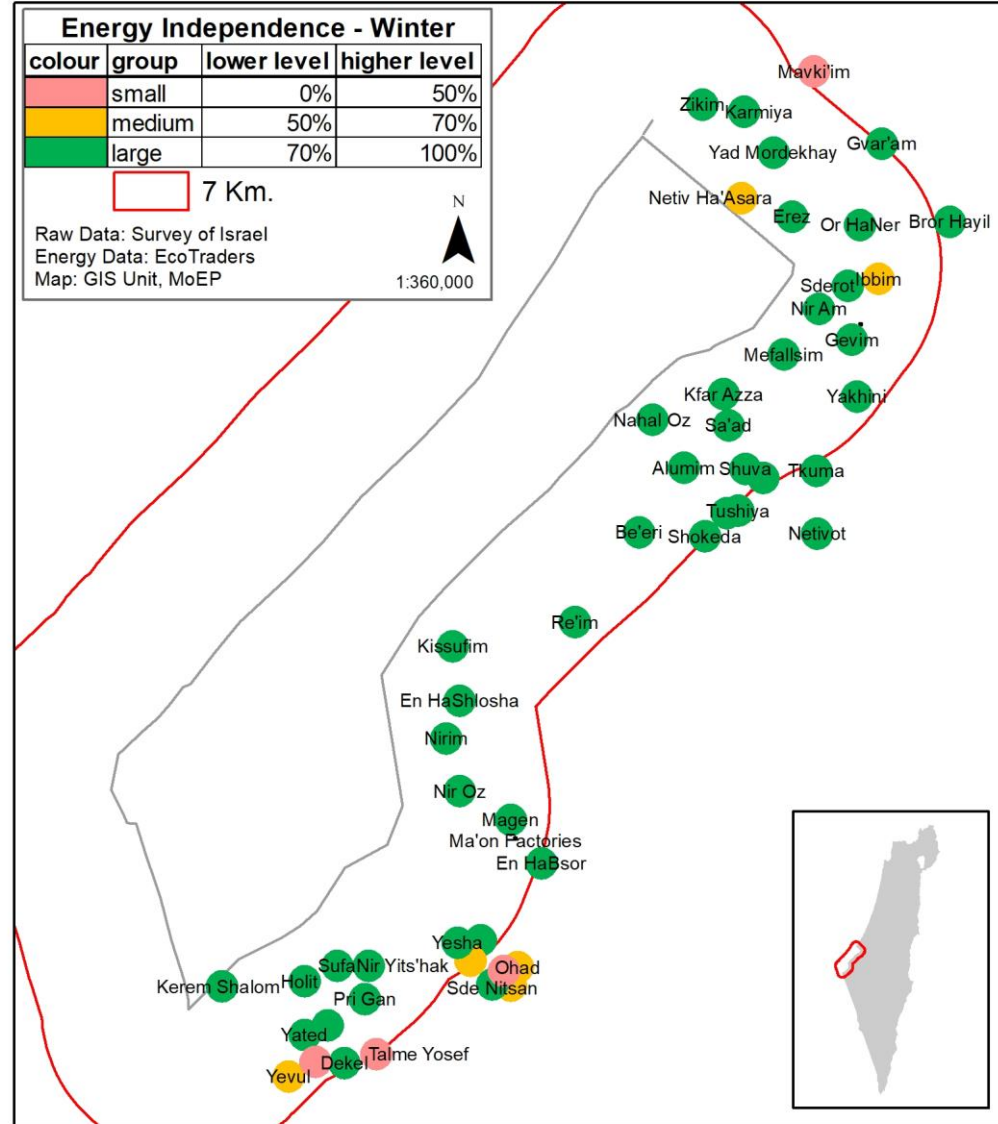 Energy Independence - Winter
colour group lower level higher level
small 0% 50%
medium 50% 70%
large 70% 100%
7 Km.
Raw Data: Survey of Israel
Energy Data: EcoTraders
Map: GIS Unit, MoEP
N
1:360,000
Mavki'im
Zikim
Karmiya
Yad Mordekhay
Gvar'am
Netiv Ha'Asara
Erez
Or HaNer
Bror Hayil
Sderot
Ibbim
Nir Am
Gevim
Mefallsim
Kfar Azza
Yakhini
Nahal Oz
Sa'ad
Alumim
Shuva
Tkuma
Tushiya
Be'eri
Shokeda
Netivot
Re'im
Kissufim
En HaShlosha
Nirim
Nir Oz
Magen
Ma'on Factories
En HaBsor
Yesha
Sufa
Nir Yits'hak
Ohad
Kerem Shalom
Holit
Sde Nitsan
Pri Gan
Yated
Dekel
Talme Yosef
Yevul